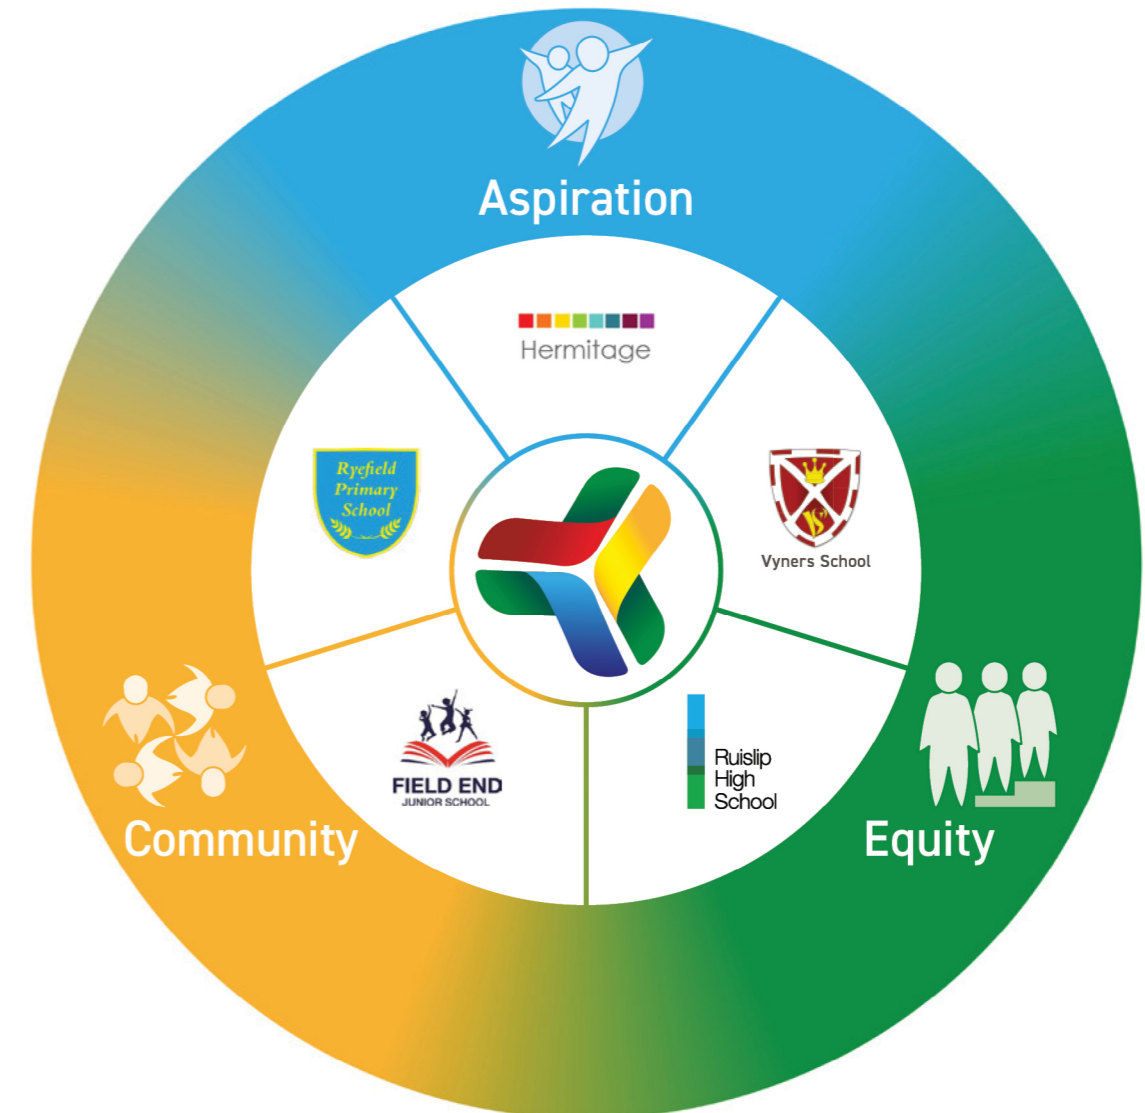 Aspiration
Hermitage
Ryefield
Primary
School
Vyners School
FIELD END
JUNIOR SCHOOL
Ruislip
High
School
Community
Equity